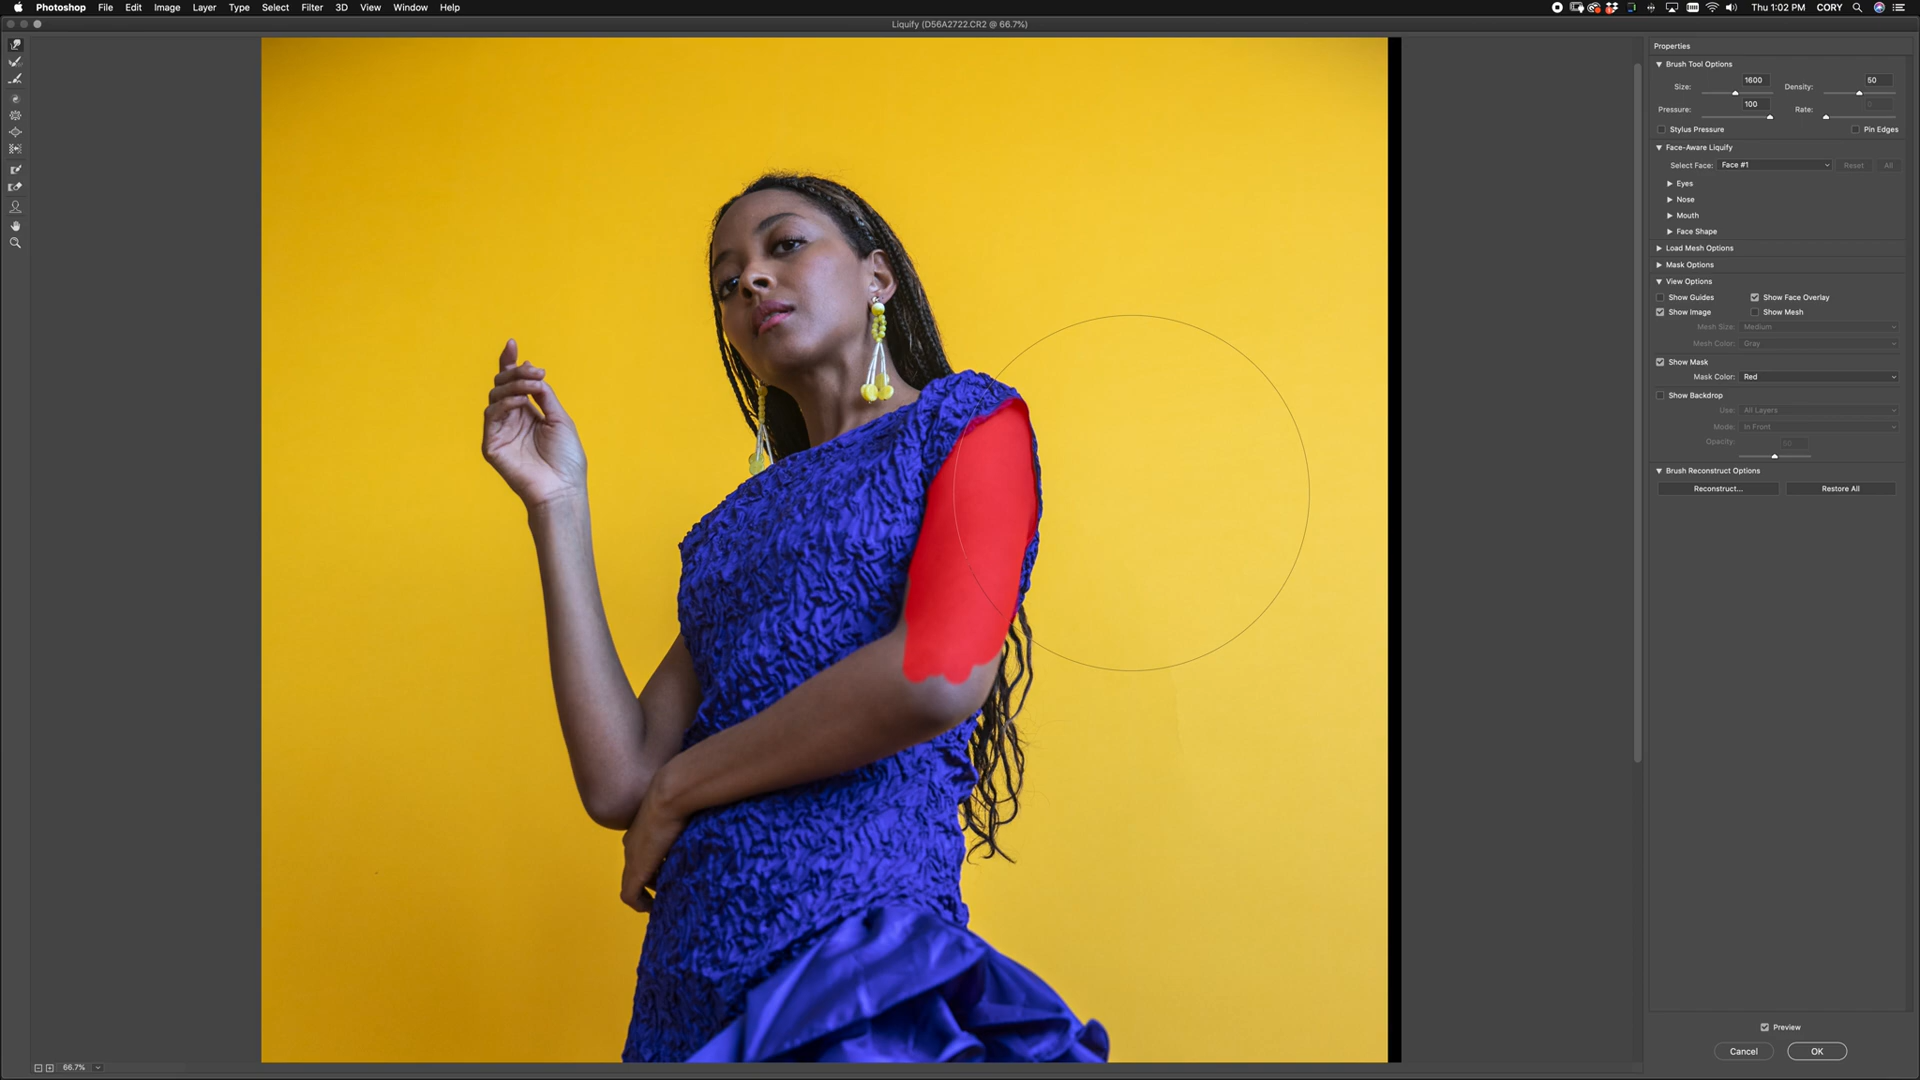 Photoshop File Edit Image Layer Type Select Filter 3D View Window Help Thu 1:02 PM CORY
Liquify (D56A2722.CR2 @ 66.7%)
Properties
Brush Tool Options
Size: 1600 Density: 50
Pressure: 100 Rate: 0
Stylus Pressure Pin Edges
Face-Aware Liquify
Select Face: Face #1 Reset All
Eyes
Nose
Mouth
Face Shape
Load Mesh Options
Mask Options
View Options
Show Guides Show Face Overlay
Show Image Show Mesh
Mesh Size: Medium
Mesh Color: Gray
Show Mask
Mask Color: Red
Show Backdrop
Use: All Layers
Mode: In Front
Opacity: 50
Brush Reconstruct Options
Reconstruct... Restore All
Preview
Cancel OK
66.7%